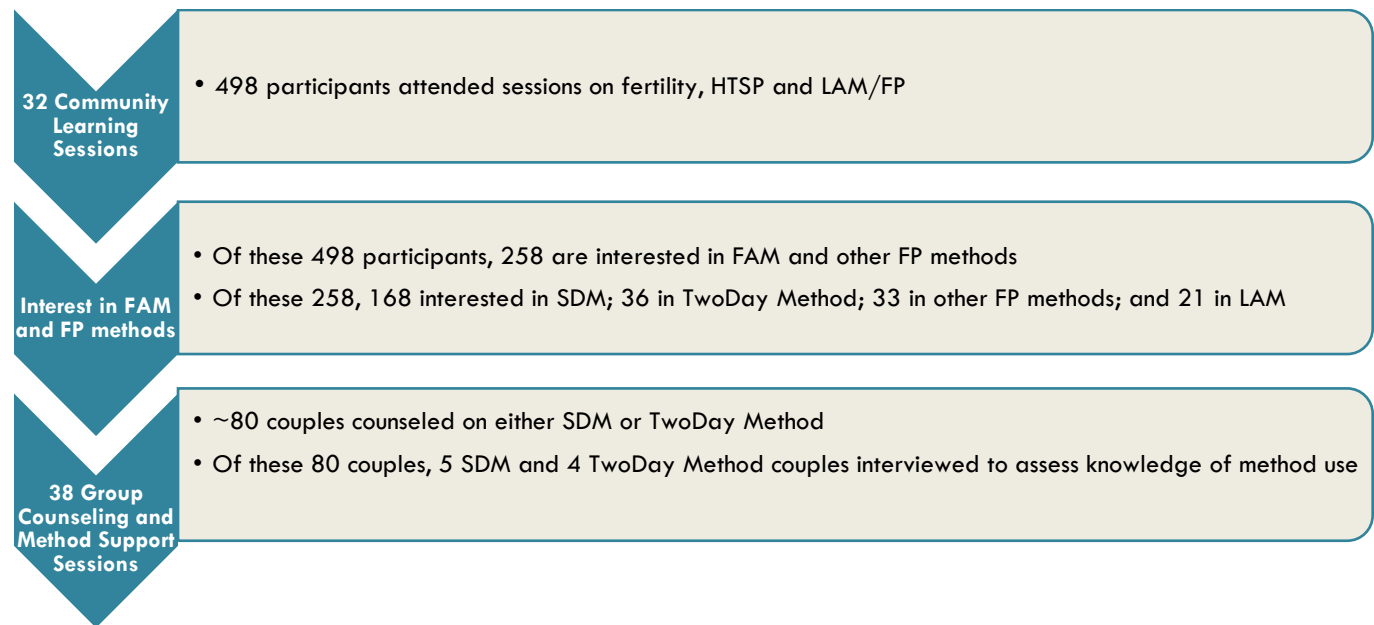 32 Community
Learning
Sessions
• 498 participants attended sessions on fertility, HTSP and LAM/FP
Interest in FAM
and FP methods
• Of these 498 participants, 258 are interested in FAM and other FP methods
• Of these 258, 168 interested in SDM; 36 in TwoDay Method; 33 in other FP methods; and 21 in LAM
38 Group
Counseling and
Method Support
Sessions
• ~80 couples counseled on either SDM or TwoDay Method
• Of these 80 couples, 5 SDM and 4 TwoDay Method couples interviewed to assess knowledge of method use